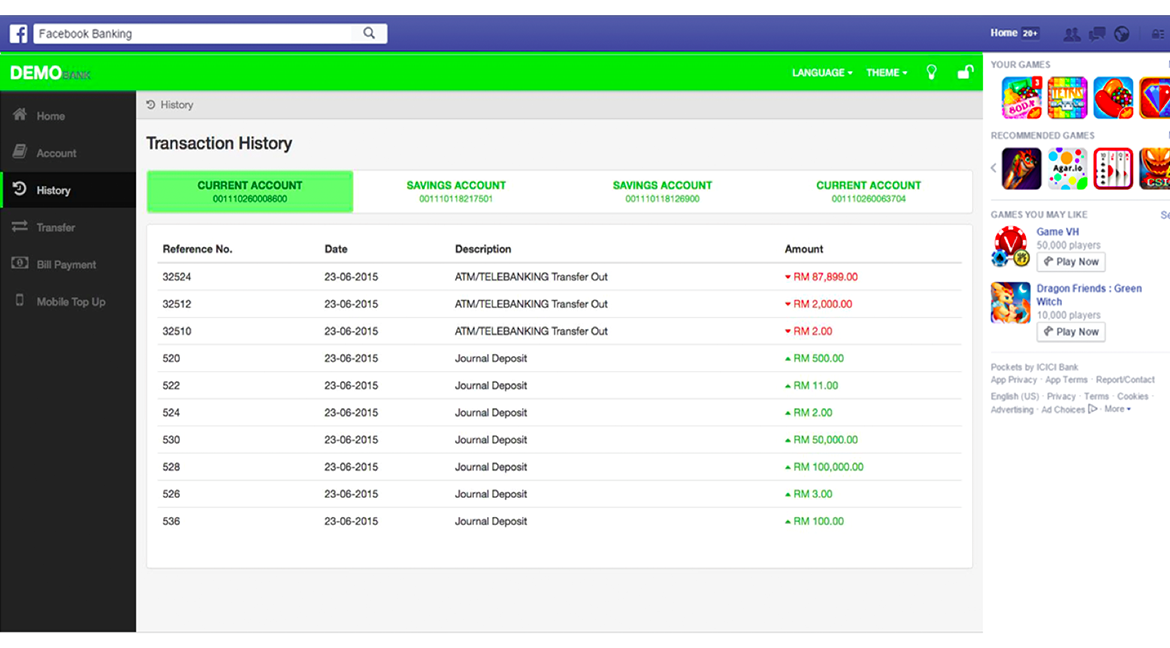 Facebook Banking
Home 20+
DEMOBANK
LANGUAGE
THEME
Home
Account
History
Transfer
Bill Payment
Mobile Top Up
History
Transaction History
CURRENT ACCOUNT
001110260008600
SAVINGS ACCOUNT
001110118217501
SAVINGS ACCOUNT
001110118126900
CURRENT ACCOUNT
001110260063704
Reference No. Date Description Amount
32524 23-06-2015 ATM/TELEBANKING Transfer Out RM 87,899.00
32512 23-06-2015 ATM/TELEBANKING Transfer Out RM 2,000.00
32510 23-06-2015 ATM/TELEBANKING Transfer Out RM 2.00
520 23-06-2015 Journal Deposit RM 500.00
522 23-06-2015 Journal Deposit RM 11.00
524 23-06-2015 Journal Deposit RM 2.00
530 23-06-2015 Journal Deposit RM 50,000.00
528 23-06-2015 Journal Deposit RM 100,000.00
526 23-06-2015 Journal Deposit RM 3.00
536 23-06-2015 Journal Deposit RM 100.00
YOUR GAMES
3
SODA
TETRIS
RECOMMENDED GAMES
Agar.io
CSI
GAMES YOU MAY LIKE
Se
V
Game VH
50,000 players
Play Now
Dragon Friends : Green
Witch
10,000 players
Play Now
Pockets by ICICI Bank
App Privacy · App Terms · Report/Contact
English (US) · Privacy · Terms · Cookies ·
Advertising · Ad Choices · More